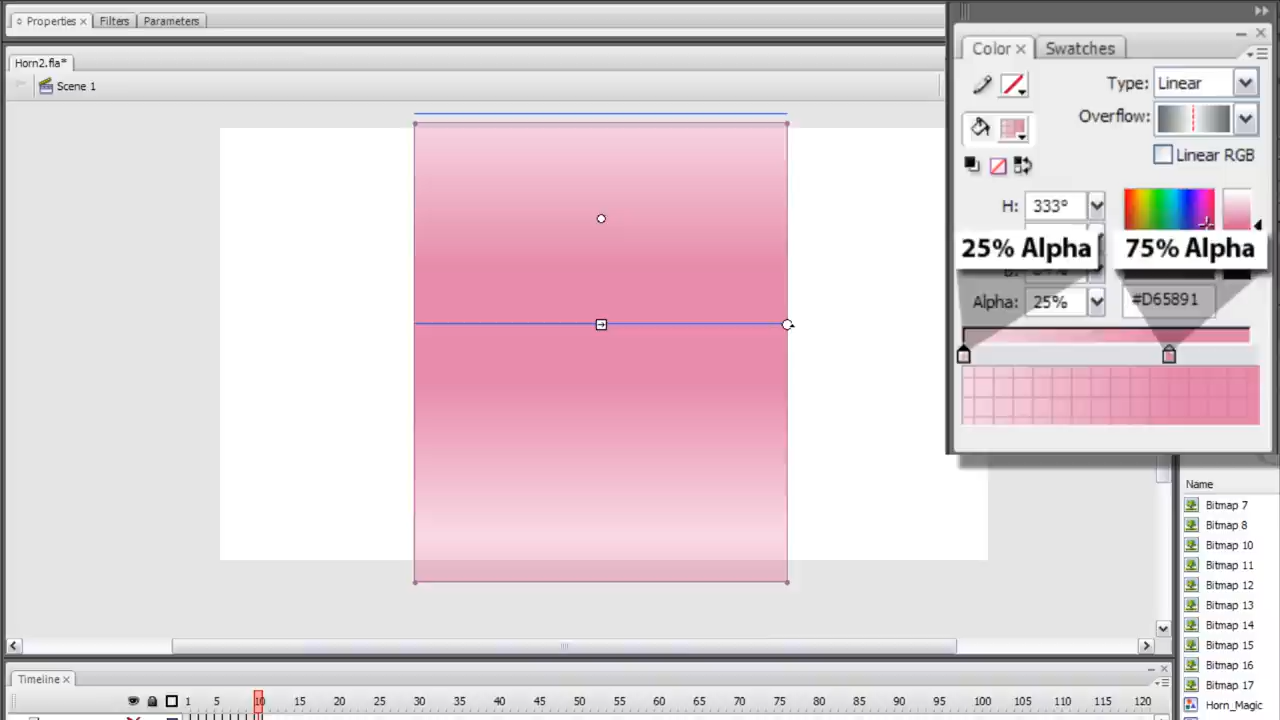 Properties Filters Parameters
Horn2.fla*
Scene 1
Color Swatches
Type: Linear
Overflow:
Linear RGB
H: 333°
25% Alpha 75% Alpha
Alpha: 25% #D65891
Name
Bitmap 7
Bitmap 8
Bitmap 10
Bitmap 11
Bitmap 12
Bitmap 13
Bitmap 14
Bitmap 15
Bitmap 16
Bitmap 17
Horn_Magic
Timeline
1 5 10 15 20 25 30 35 40 45 50 55 60 65 70 75 80 85 90 95 100 105 110 115 120